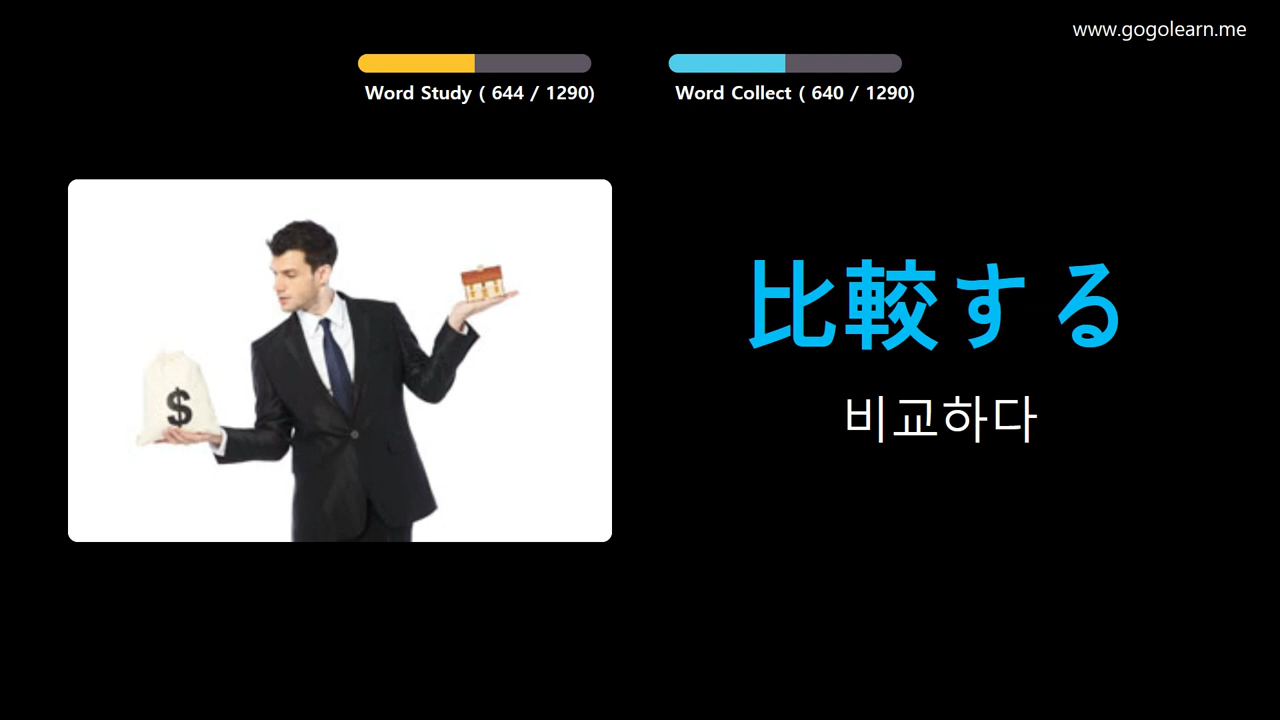 www.gogolearn.me
Word Study ( 644 / 1290)
Word Collect ( 640 / 1290)
$
比較する
비교하다